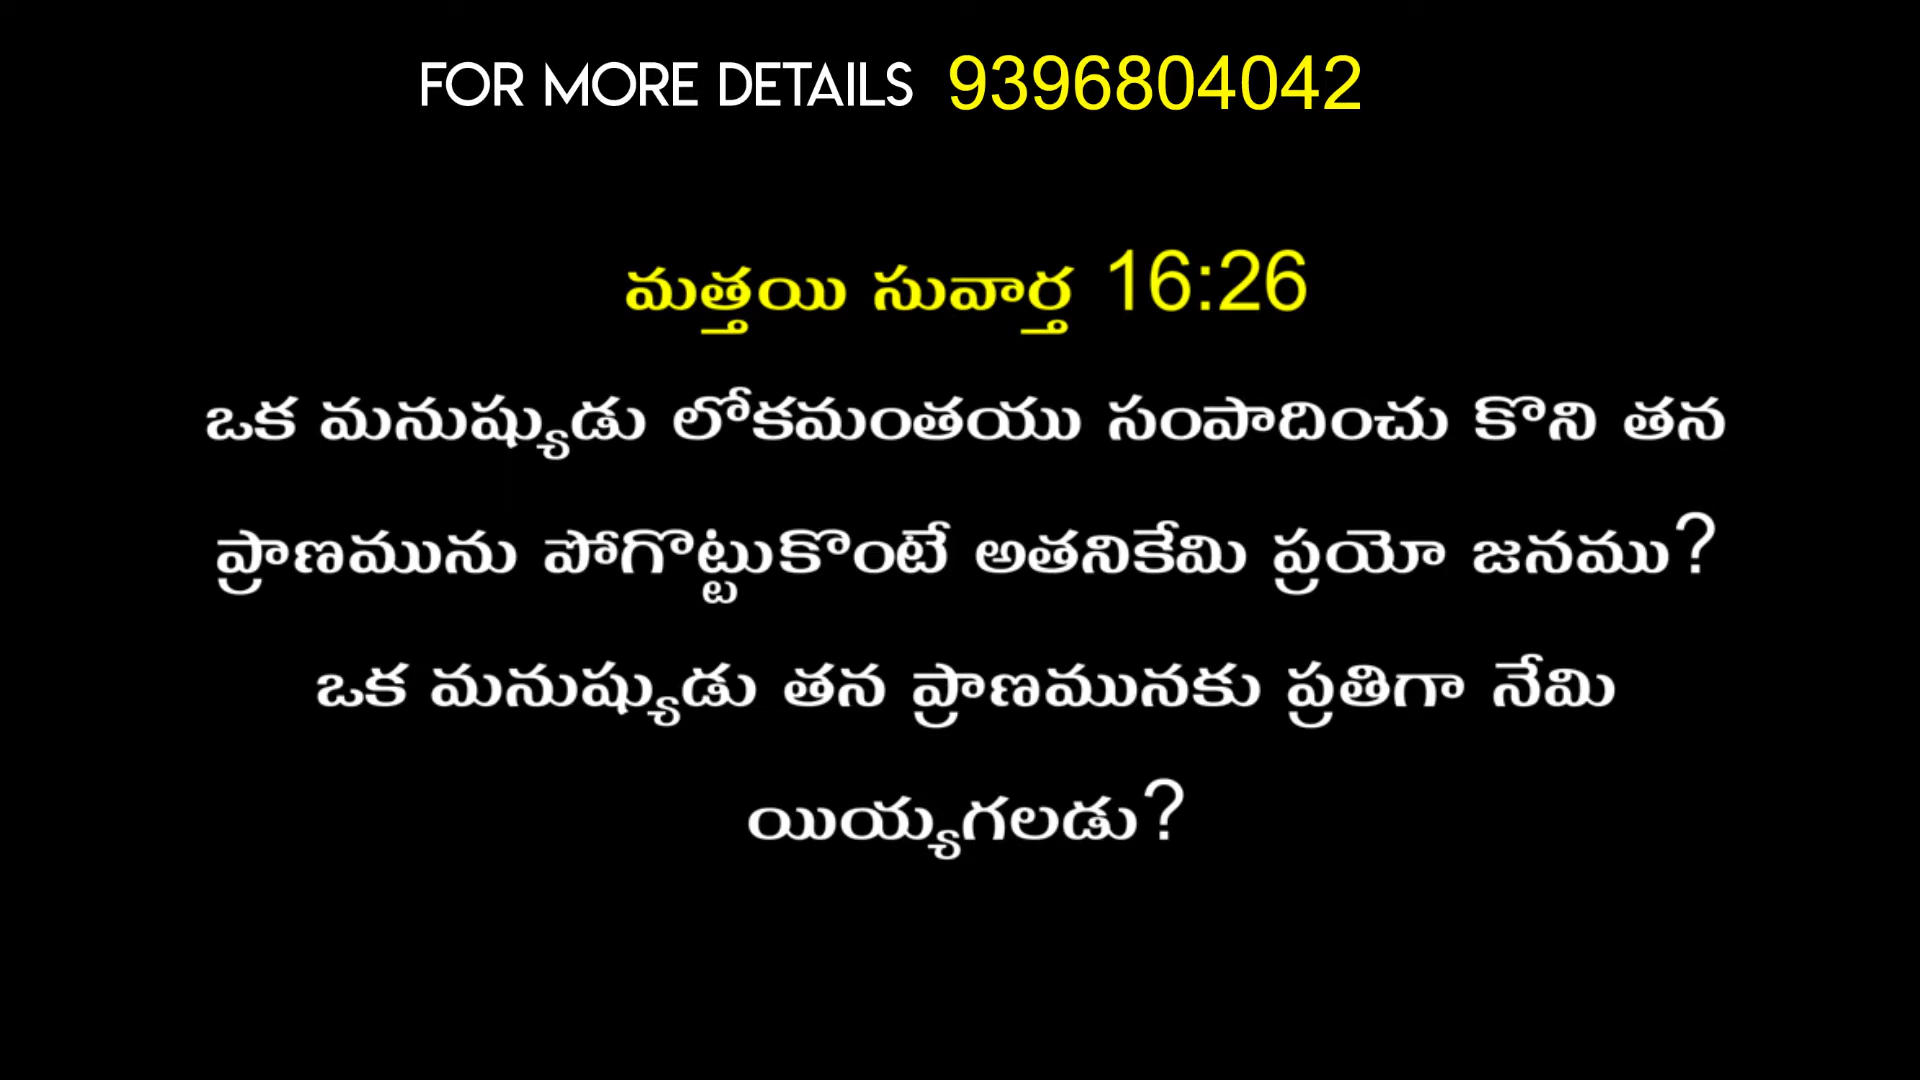 FOR MORE DETAILS 9396804042
మత్తయి సువార్త 16:26
ఒక మనుష్యుడు లోకమంతయు సంపాదించు కొని తన
ప్రాణమును పోగొట్టుకొంటే అతనికేమి ప్రయో జనము?
ఒక మనుష్యుడు తన ప్రాణమునకు ప్రతిగా నేమి
యియ్యగలడు?